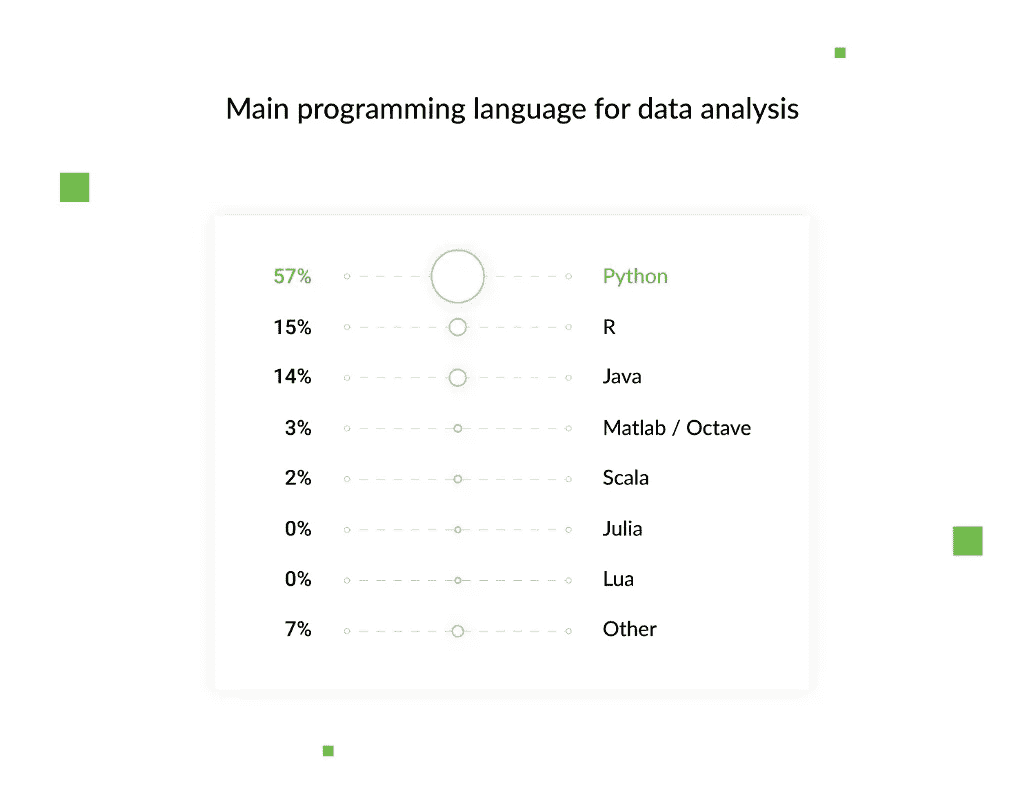 Main programming language for data analysis
57% Python
15% R
14% Java
3% Matlab / Octave
2% Scala
0% Julia
0% Lua
7% Other